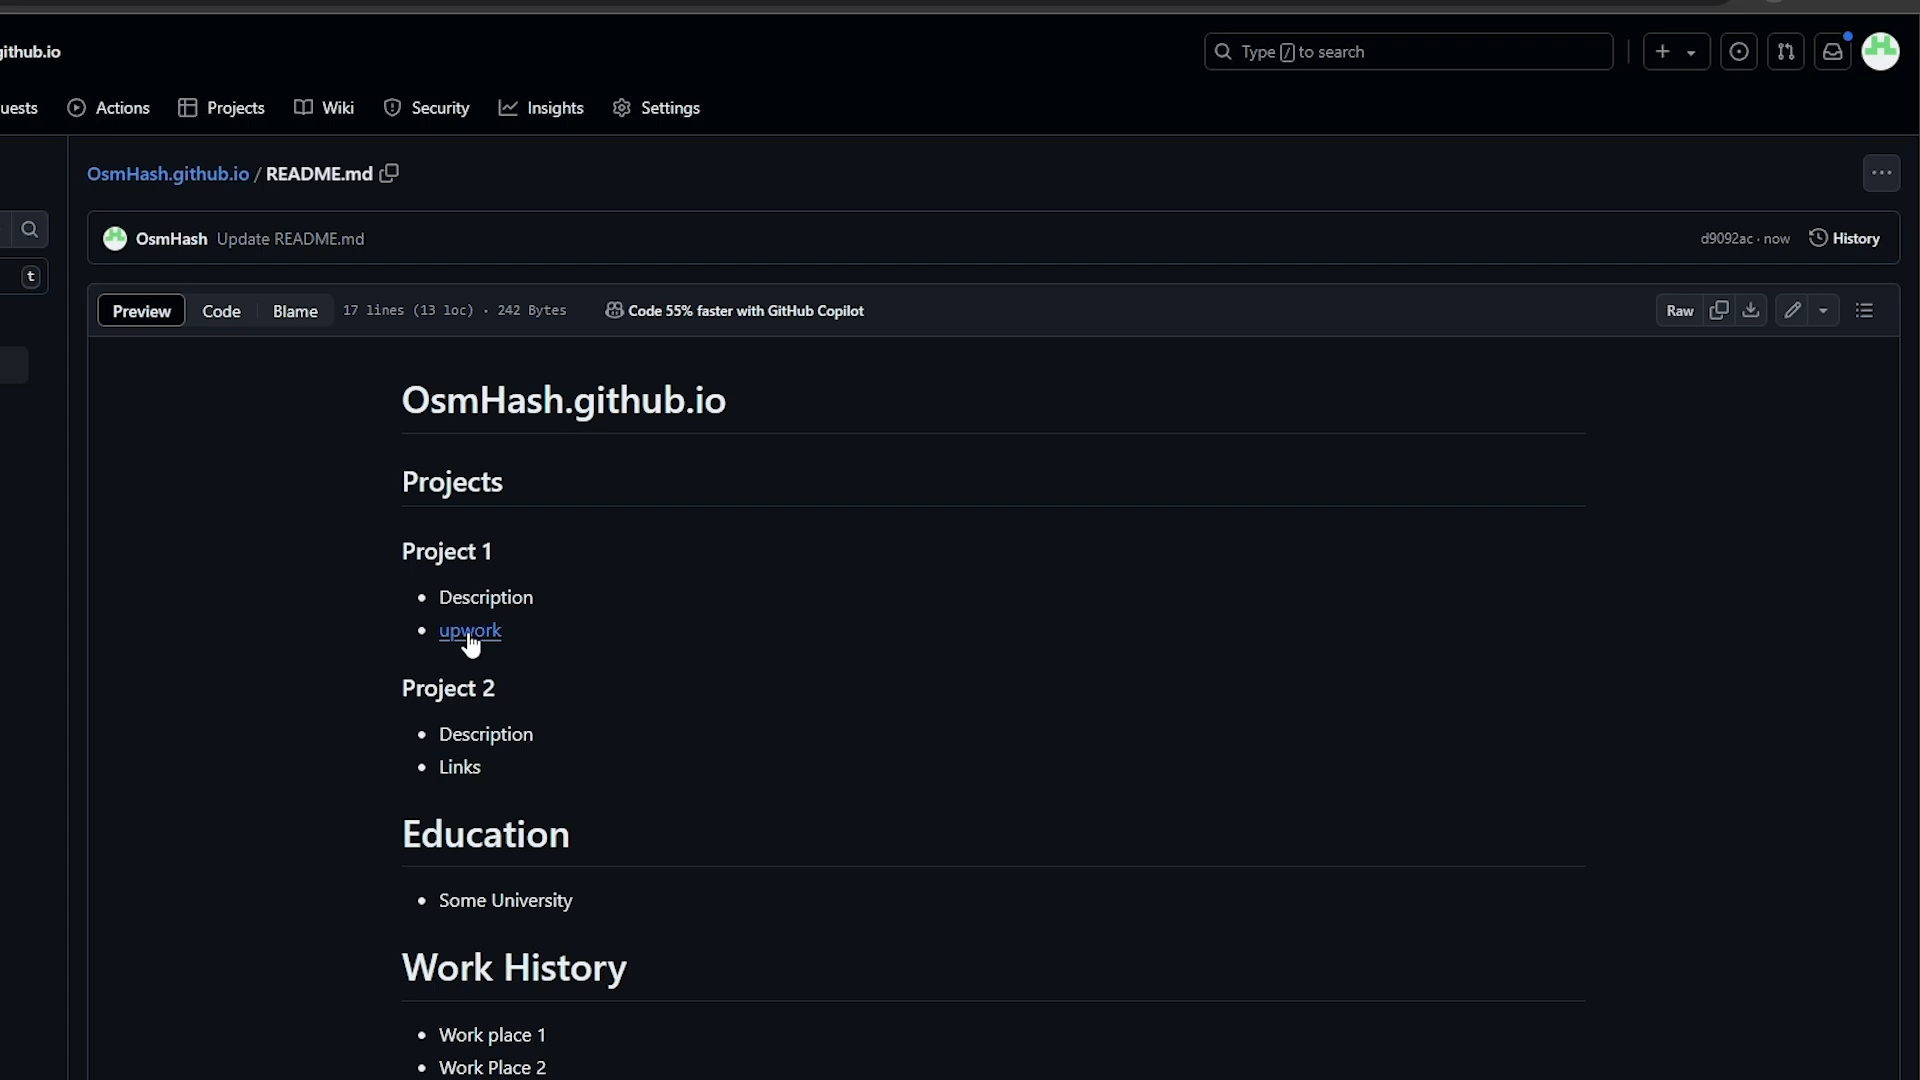 github.io
Type / to search
uests Actions Projects Wiki Security Insights Settings
OsmHash.github.io / README.md
OsmHash Update README.md d9092ac · now History
t
Preview Code Blame 17 lines (13 loc) · 242 Bytes Code 55% faster with GitHub Copilot Raw
OsmHash.github.io
Projects
Project 1
• Description
• upwork
Project 2
• Description
• Links
Education
• Some University
Work History
• Work place 1
• Work Place 2